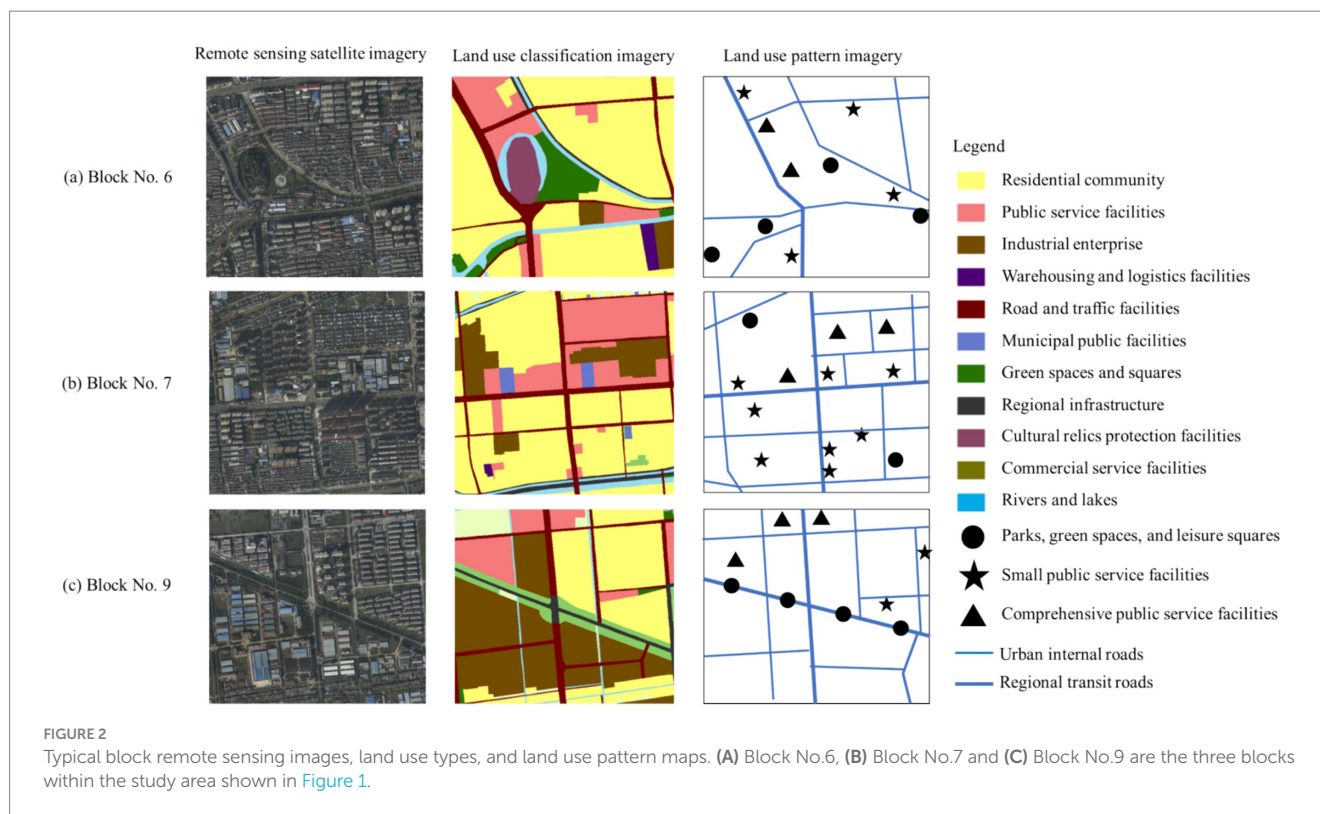 Remote sensing satellite imagery
Land use classification imagery
Land use pattern imagery
(a) Block No. 6
(b) Block No. 7
(c) Block No. 9
Legend
Residential community
Public service facilities
Industrial enterprise
Warehousing and logistics facilities
Road and traffic facilities
Municipal public facilities
Green spaces and squares
Regional infrastructure
Cultural relics protection facilities
Commercial service facilities
Rivers and lakes
Parks, green spaces, and leisure squares
Small public service facilities
Comprehensive public service facilities
Urban internal roads
Regional transit roads
FIGURE 2
Typical block remote sensing images, land use types, and land use pattern maps. (A) Block No.6, (B) Block No.7 and (C) Block No.9 are the three blocks
within the study area shown in Figure 1.